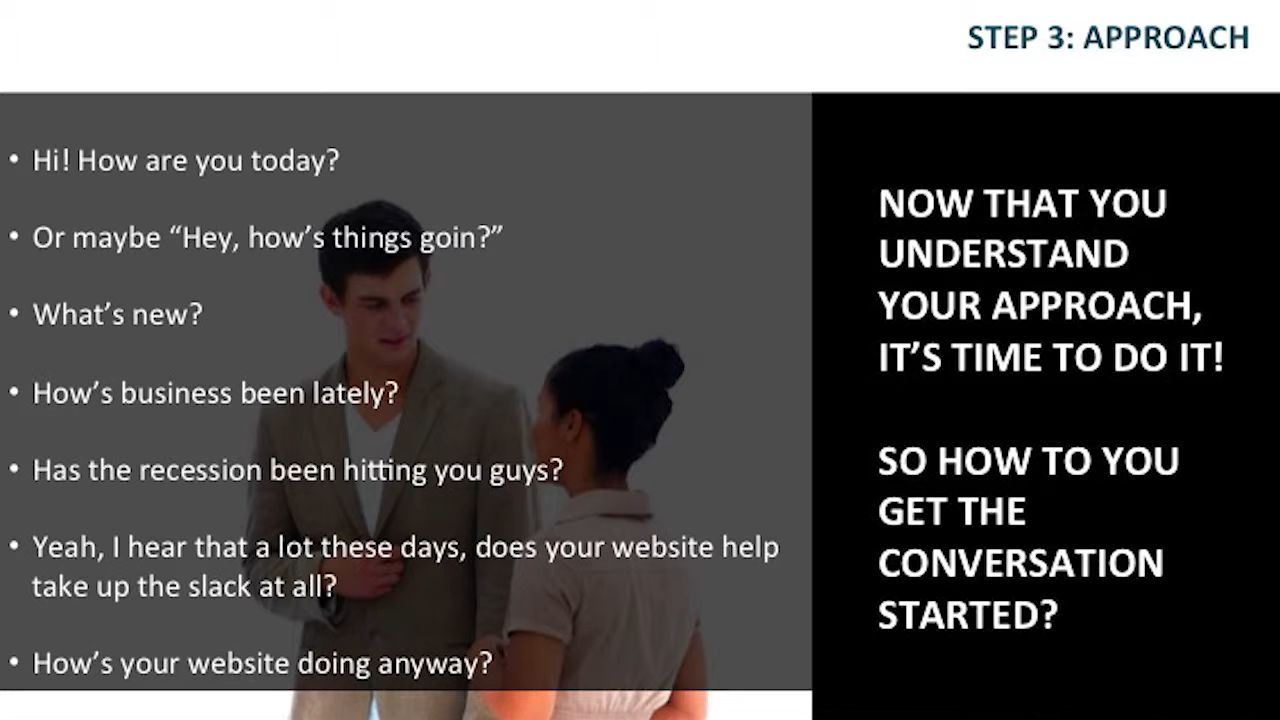 STEP 3: APPROACH
• Hi! How are you today?
• Or maybe “Hey, how’s things goin?”
• What’s new?
• How’s business been lately?
• Has the recession been hitting you guys?
• Yeah, I hear that a lot these days, does your website help
take up the slack at all?
• How’s your website doing anyway?
NOW THAT YOU
UNDERSTAND
YOUR APPROACH,
IT’S TIME TO DO IT!
SO HOW TO YOU
GET THE
CONVERSATION
STARTED?